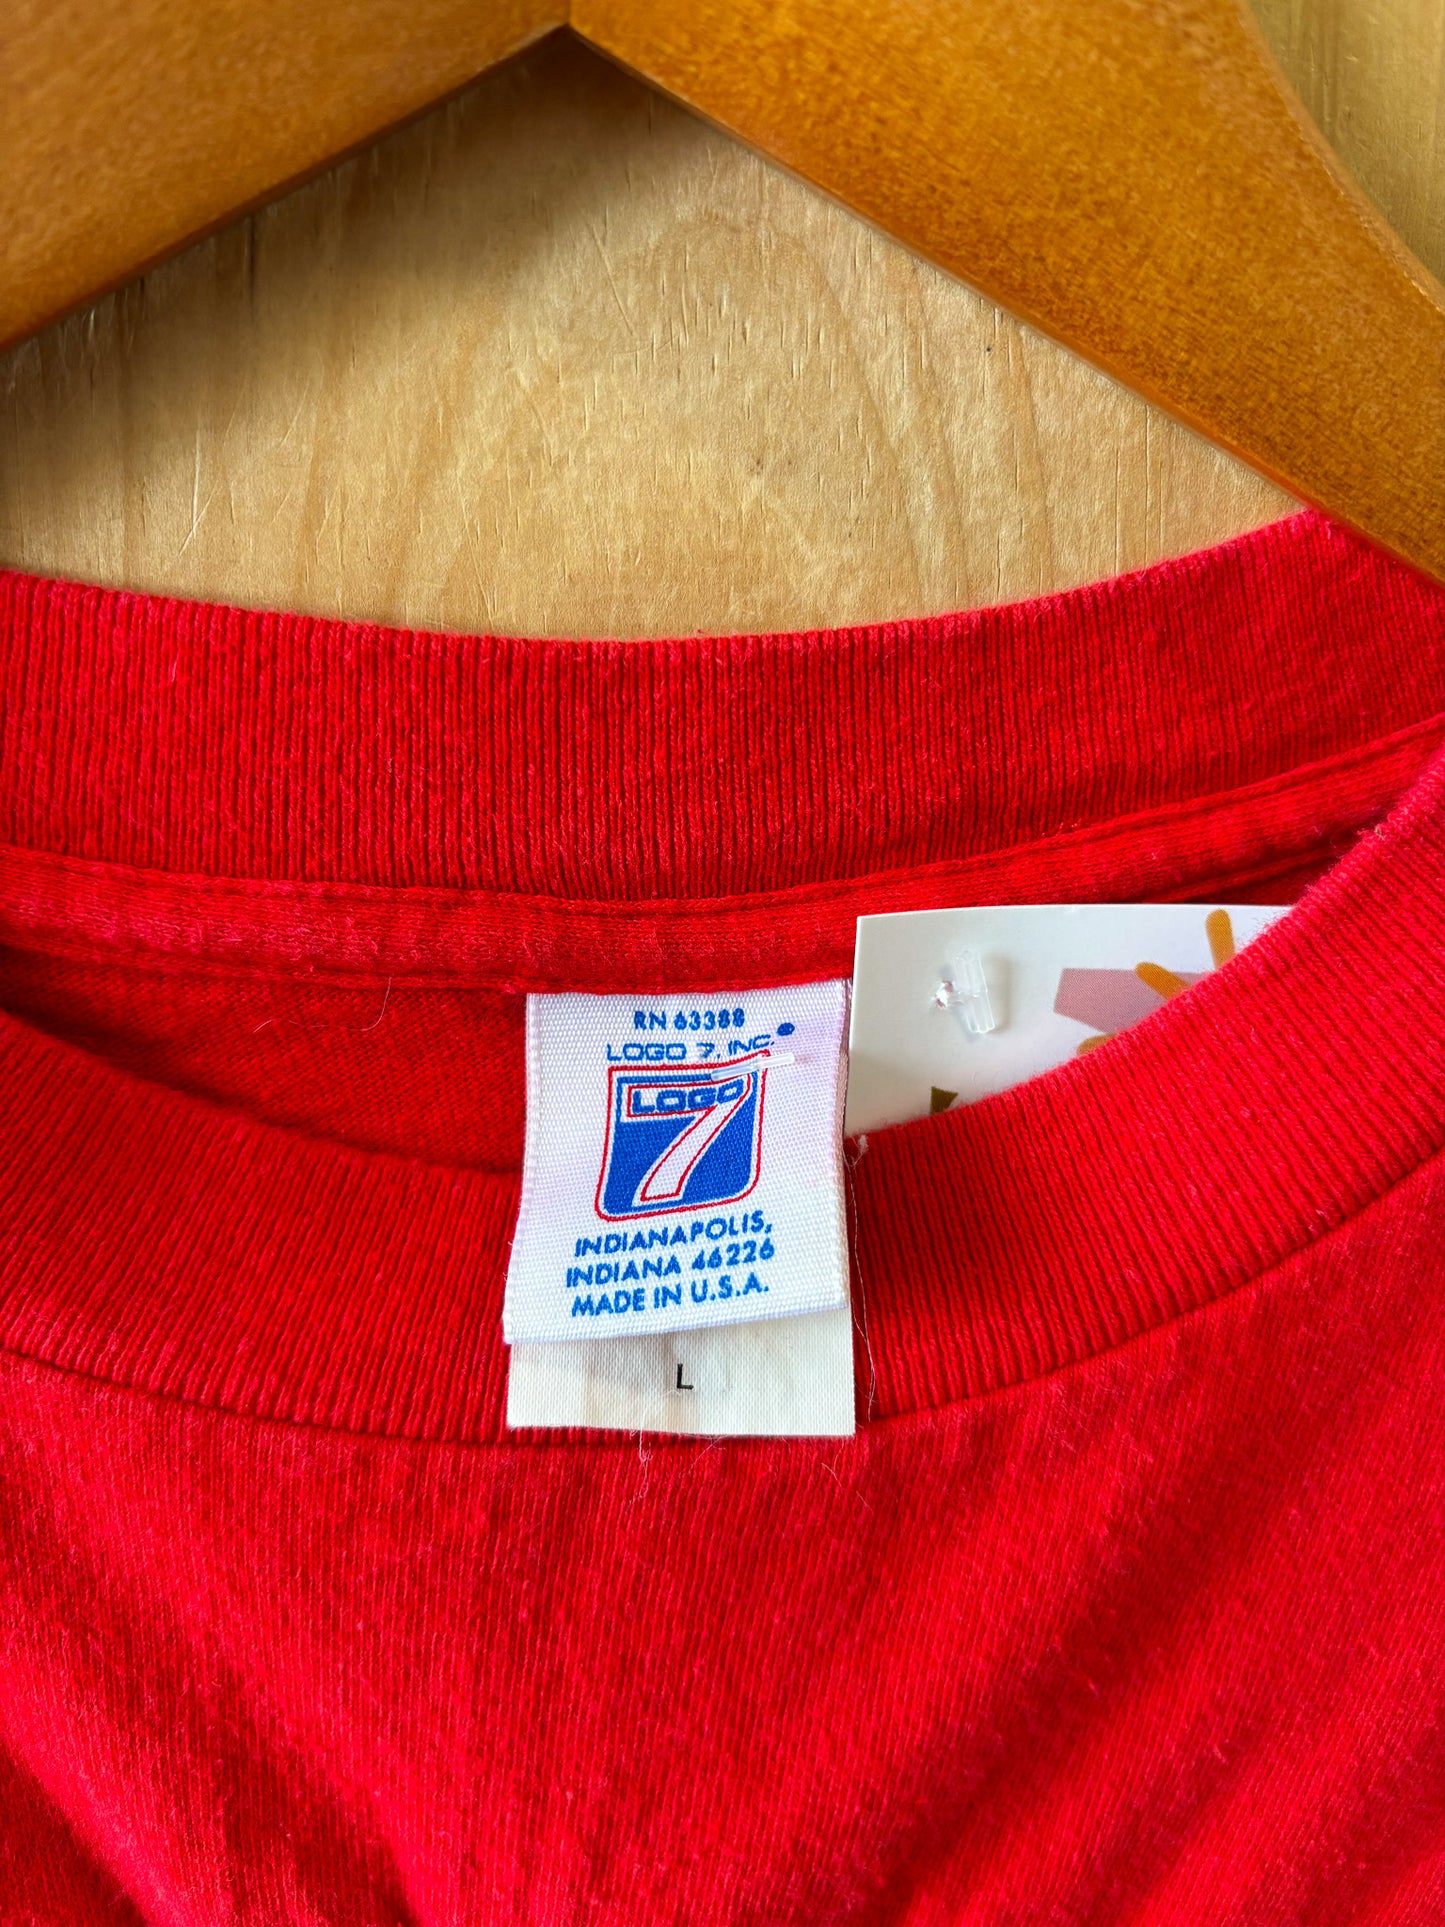 RN 63388
LOGO 7, INC.®
LOGO
7
INDIANAPOLIS,
INDIANA 46226
MADE IN U.S.A.
L